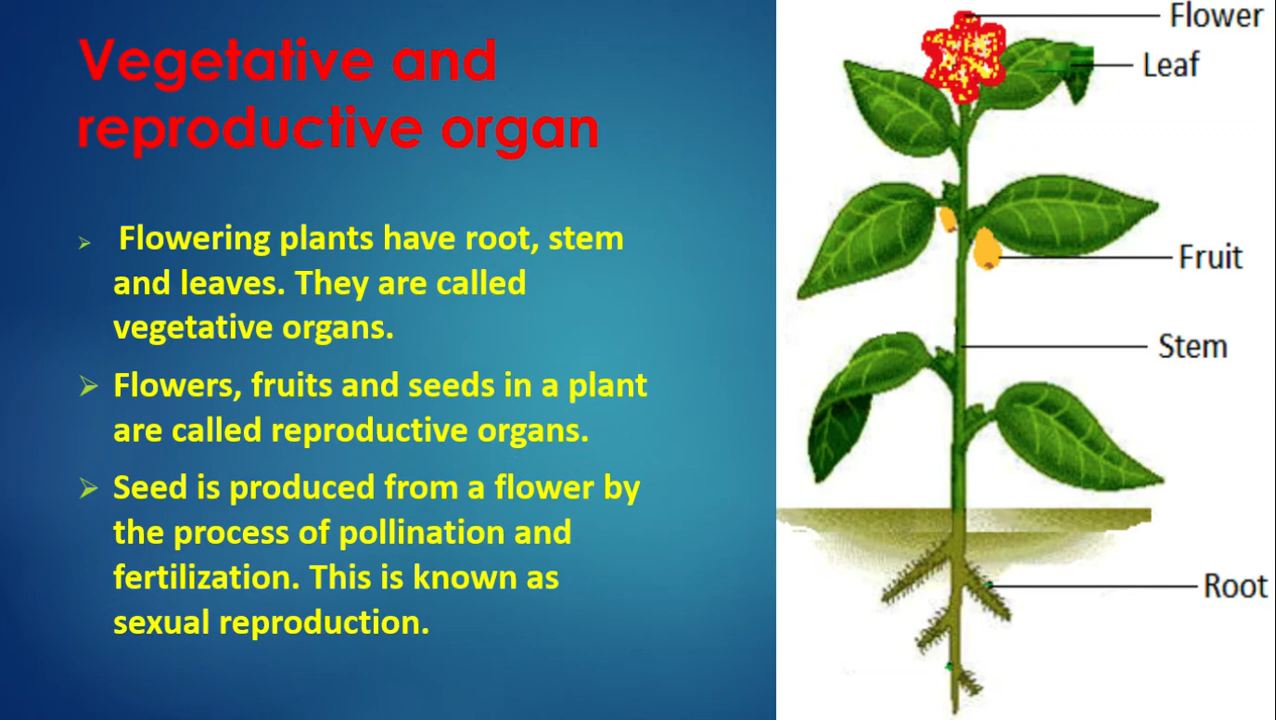 Vegetative and
reproductive organ
Flowering plants have root, stem
and leaves. They are called
vegetative organs.
Flowers, fruits and seeds in a plant
are called reproductive organs.
Seed is produced from a flower by
the process of pollination and
fertilization. This is known as
sexual reproduction.
Flower
Leaf
Fruit
Stem
Root